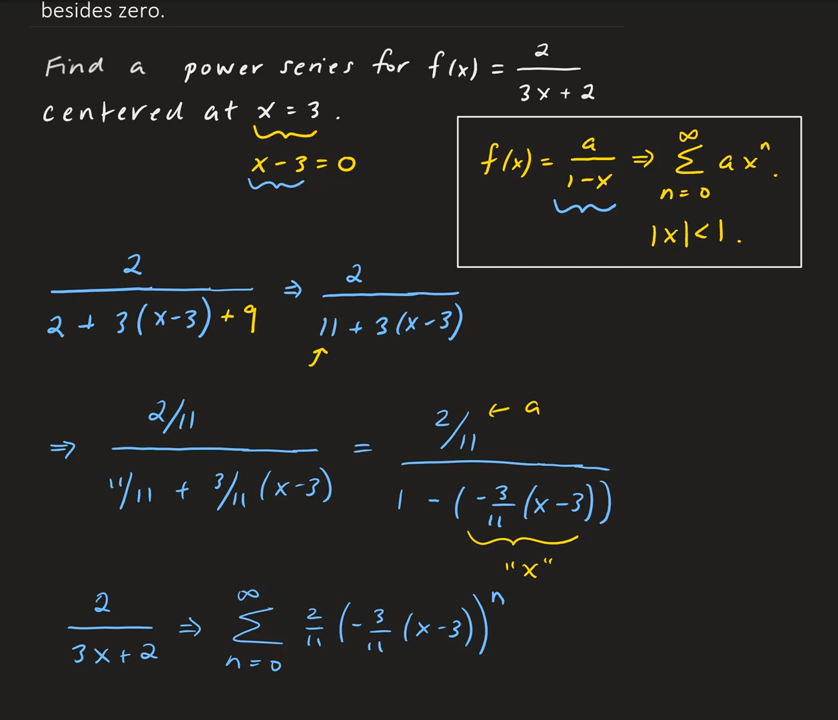 besides zero.
Find a power series for f(x) = 2/(3x + 2)
centered at x = 3.
x - 3 = 0
f(x) = a/(1-x) ⇒ ∑_{n=0}^{∞} a x^n.
|x| < 1.
2/(2 + 3(x-3) + 9) ⇒ 2/(11 + 3(x-3))
↑
⇒ (2/11)/(11/11 + 3/11 (x-3)) = (2/11)/(1 - (-3/11 (x-3))) ← a
"x"
2/(3x+2) ⇒ ∑_{n=0}^{∞} 2/11 (-3/11 (x-3))^n